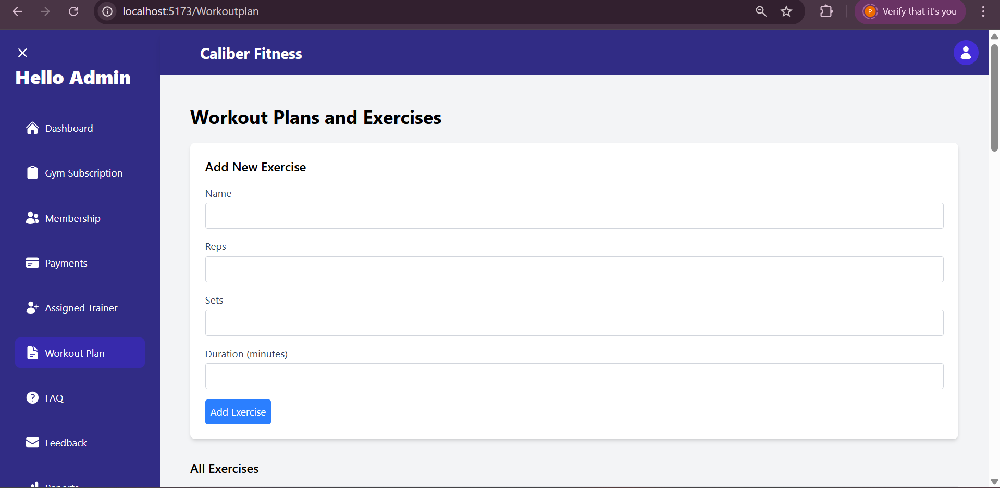 localhost:5173/Workoutplan
P
Verify that it's you
Hello Admin
Caliber Fitness
Dashboard
Gym Subscription
Membership
Payments
Assigned Trainer
Workout Plan
FAQ
Feedback
Reports
Workout Plans and Exercises
Add New Exercise
Name
Reps
Sets
Duration (minutes)
Add Exercise
All Exercises